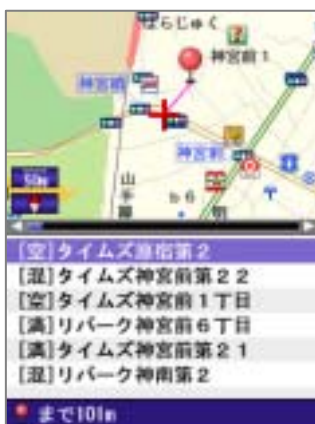 はらじゅく
神宮前1
神宮橋
神宮前
50m
山手
[空]タイムズ原宿第2
[混]タイムズ神宮前第22
[空]タイムズ神宮前1丁目
[満]リパーク神宮前6丁目
[満]タイムズ神宮前第21
[混]リパーク神南第2
まで101m